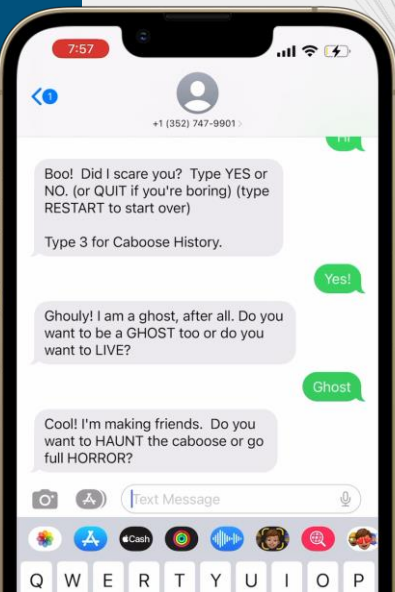 7:57
1
+1 (352) 747-9901 >
Hi
Boo! Did I scare you? Type YES or
NO. (or QUIT if you're boring) (type
RESTART to start over)
Type 3 for Caboose History.
Yes!
Ghouly! I am a ghost, after all. Do you
want to be a GHOST too or do you
want to LIVE?
Ghost
Cool! I'm making friends. Do you
want to HAUNT the caboose or go
full HORROR?
Text Message
Cash
Q W E R T Y U I O P